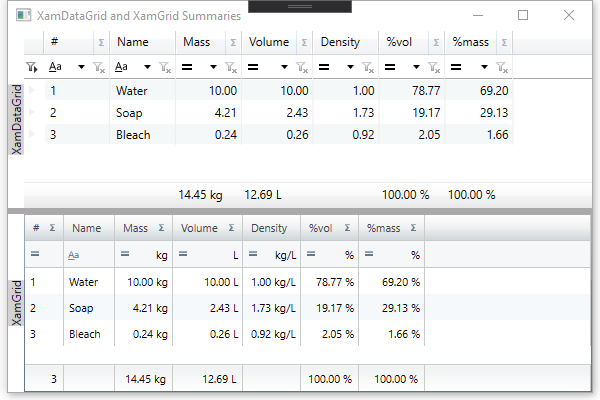 XamDataGrid and XamGrid Summaries
# Σ Name Σ Mass Σ Volume Σ Density Σ %vol Σ %mass Σ
Aa Aa = = = = =
1 Water 10.00 10.00 1.00 78.77 69.20
2 Soap 4.21 2.43 1.73 19.17 29.13
3 Bleach 0.24 0.26 0.92 2.05 1.66
14.45 kg 12.69 L 100.00 % 100.00 %
XamDataGrid
# Σ Name Mass Σ Volume Σ Density %vol Σ %mass Σ
= Aa = kg = L = kg/L = % = %
1 Water 10.00 kg 10.00 L 1.00 kg/L 78.77 % 69.20 %
2 Soap 4.21 kg 2.43 L 1.73 kg/L 19.17 % 29.13 %
3 Bleach 0.24 kg 0.26 L 0.92 kg/L 2.05 % 1.66 %
3 14.45 kg 12.69 L 100.00 % 100.00 %
XamGrid